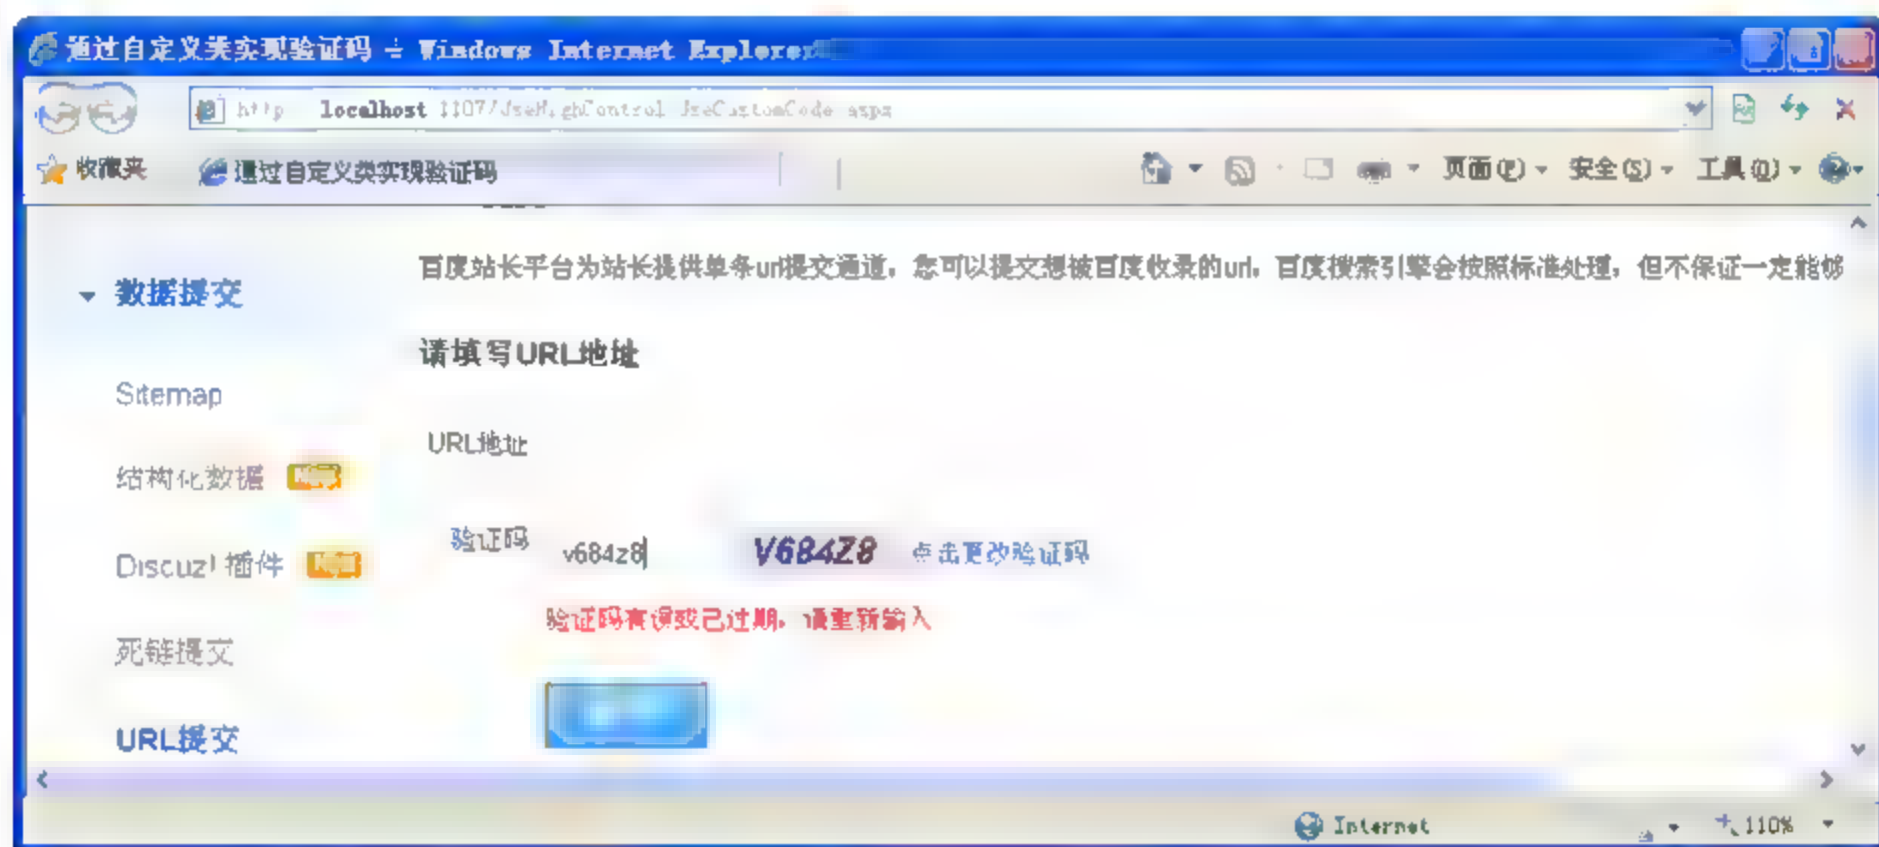 通过自定义类实现验证码 - Windows Internet Explorer
localhost
收藏夹
通过自定义类实现验证码
页面(P)
安全(S)
工具(O)
百度站长平台为站长提供单条url提交通道，您可以提交想被百度收录的url，百度搜索引擎会按照标准处理，但不保证一定能够
数据提交
请填写URL地址
Sitemap
URL地址
结构化数据
验证码
v684z8
V684Z8
点击更改验证码
Discuz!插件
验证码有误或已过期，请重新输入
死链提交
URL提交
Internet
110%